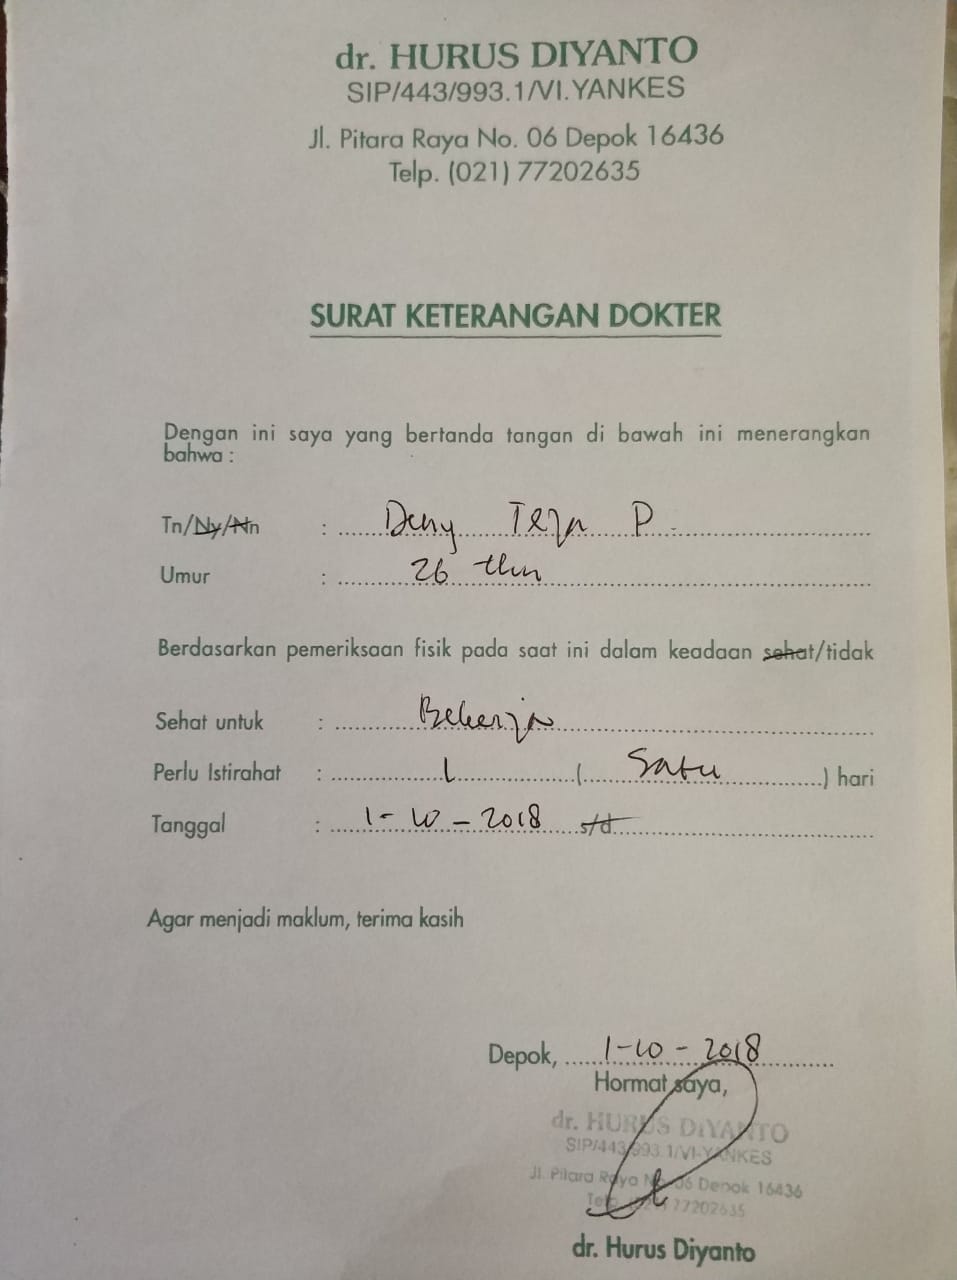 dr. HURUS DIYANTO
SIP/443/993.1/VI.YANKES
Jl. Pitara Raya No. 06 Depok 16436
Telp. (021) 77202635
SURAT KETERANGAN DOKTER
Dengan ini saya yang bertanda tangan di bawah ini menerangkan
bahwa :
Tn/Ny/Nn : Deny Teja P.
Umur : 26 thn
Berdasarkan pemeriksaan fisik pada saat ini dalam keadaan sehat/tidak
Sehat untuk : Bekerja
Perlu Istirahat : 1 ( Satu ) hari
Tanggal : 1-10-2018 s/d
Agar menjadi maklum, terima kasih
Depok, 1-10-2018
Hormat saya,
dr. HURUS DIYANTO
SIP/443/993.1/VI-YANKES
Jl. Pitara Raya No. 06 Depok 16436
Telp. (021) 77202635
dr. Hurus Diyanto